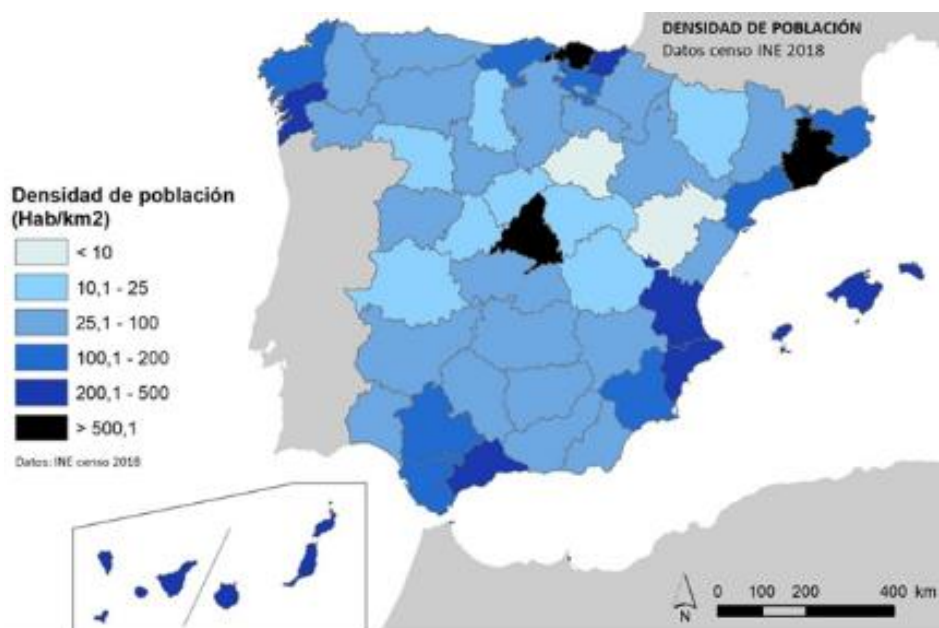 DENSIDAD DE POBLACIÓN
Datos censo INE 2018
Densidad de población
(Hab/km2)
< 10
10,1 - 25
25,1 - 100
100,1 - 200
200,1 - 500
> 500,1
Datos: INE censo 2018
N
0 100 200 400 km